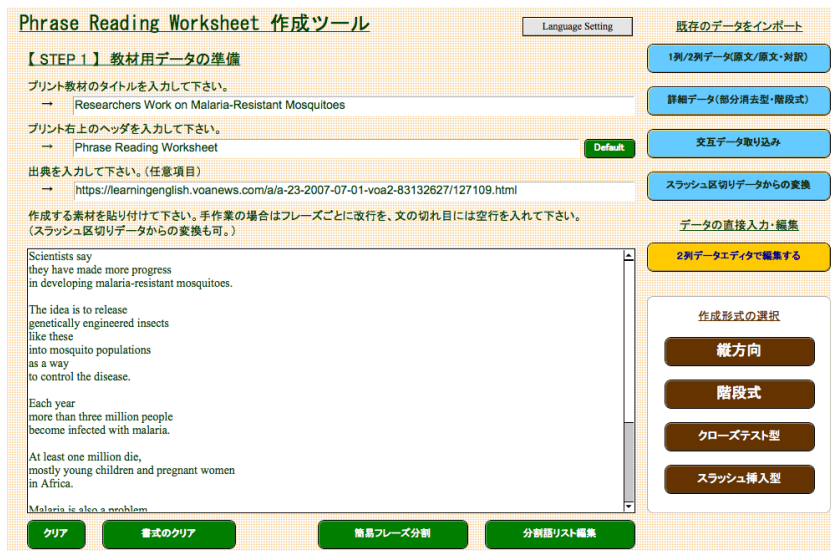 Phrase Reading Worksheet 作成ツール
Language Setting
【 STEP 1 】 教材用データの準備
プリント教材のタイトルを入力して下さい。
→ Researchers Work on Malaria-Resistant Mosquitoes
プリント右上のヘッダを入力して下さい。
→ Phrase Reading Worksheet
Default
出典を入力して下さい。(任意項目)
→ https://learningenglish.voanews.com/a/a-23-2007-07-01-voa2-83132627/127109.html
作成する素材を貼り付けて下さい。手作業の場合はフレーズごとに改行を、文の切れ目には空行を入れて下さい。
(スラッシュ区切りデータからの変換も可。)
Scientists say
they have made more progress
in developing malaria-resistant mosquitoes.
The idea is to release
genetically engineered insects
like these
into mosquito populations
as a way
to control the disease.
Each year
more than three million people
become infected with malaria.
At least one million die,
mostly young children and pregnant women
in Africa.
Malaria is also a problem
クリア
書式のクリア
簡易フレーズ分割
分割語リスト編集
既存のデータをインポート
1列/2列データ(原文/原文・対訳)
詳細データ(部分消去型・階段式)
交互データ取り込み
スラッシュ区切りデータからの変換
データの直接入力・編集
2列データエディタで編集する
作成形式の選択
縦方向
階段式
クローズテスト型
スラッシュ挿入型